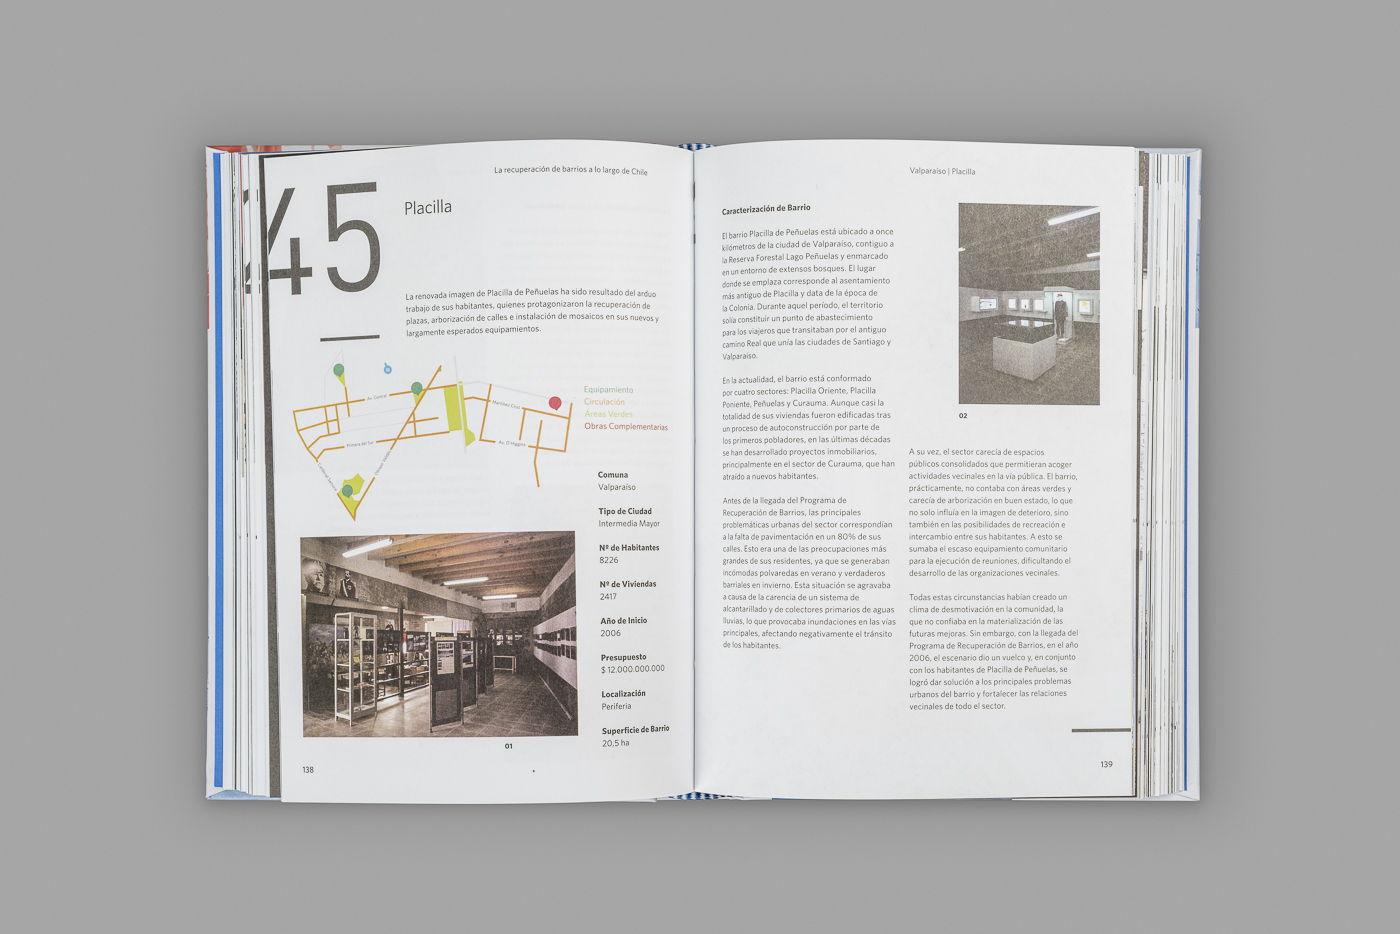 La recuperación de barrios a lo largo de Chile
45
Placilla
La renovada imagen de Placilla de Peñuelas ha sido resultado del arduo
trabajo de sus habitantes, quienes protagonizaron la recuperación de
plazas, arborización de calles e instalación de mosaicos en sus nuevos y
largamente esperados equipamientos.
Av. Central
Primera del Sur
Martínez Cruz
Av. O'Higgins
Equipamiento
Circulación
Áreas Verdes
Obras Complementarias
Comuna
Valparaíso
Tipo de Ciudad
Intermedia Mayor
Nº de Habitantes
8226
Nº de Viviendas
2417
Año de Inicio
2006
Presupuesto
$ 12.000.000.000
Localización
Periferia
Superficie de Barrio
20,5 ha
01
138
Valparaíso | Placilla
Caracterización de Barrio
El barrio Placilla de Peñuelas está ubicado a once
kilómetros de la ciudad de Valparaíso, contiguo a
la Reserva Forestal Lago Peñuelas y enmarcado
en un entorno de extensos bosques. El lugar
donde se emplaza corresponde al asentamiento
más antiguo de Placilla y data de la época de
la Colonia. Durante aquel período, el territorio
solía constituir un punto de abastecimiento
para los viajeros que transitaban por el antiguo
camino Real que unía las ciudades de Santiago y
Valparaíso.
En la actualidad, el barrio está conformado
por cuatro sectores: Placilla Oriente, Placilla
Poniente, Peñuelas y Curauma. Aunque casi la
totalidad de sus viviendas fueron edificadas tras
un proceso de autoconstrucción por parte de
los primeros pobladores, en las últimas décadas
se han desarrollado proyectos inmobiliarios,
principalmente en el sector de Curauma, que han
atraído a nuevos habitantes.
Antes de la llegada del Programa de
Recuperación de Barrios, las principales
problemáticas urbanas del sector correspondían
a la falta de pavimentación en un 80% de sus
calles. Esto era una de las preocupaciones más
grandes de sus residentes, ya que se generaban
incómodas polvaredas en verano y verdaderos
barriales en invierno. Esta situación se agravaba
a causa de la carencia de un sistema de
alcantarillado y de colectores primarios de aguas
lluvias, lo que provocaba inundaciones en las vías
principales, afectando negativamente el tránsito
de los habitantes.
02
A su vez, el sector carecía de espacios
públicos consolidados que permitieran acoger
actividades vecinales en la vía pública. El barrio,
prácticamente, no contaba con áreas verdes y
carecía de arborización en buen estado, lo que
no solo influía en la imagen de deterioro, sino
también en las posibilidades de recreación e
intercambio entre sus habitantes. A esto se
sumaba el escaso equipamiento comunitario
para la ejecución de reuniones, dificultando el
desarrollo de las organizaciones vecinales.
Todas estas circunstancias habían creado un
clima de desmotivación en la comunidad, la
que no confiaba en la materialización de las
futuras mejoras. Sin embargo, con la llegada del
Programa de Recuperación de Barrios, en el año
2006, el escenario dio un vuelco y, en conjunto
con los habitantes de Placilla de Peñuelas, se
logró dar solución a los principales problemas
urbanos del barrio y fortalecer las relaciones
vecinales de todo el sector.
139